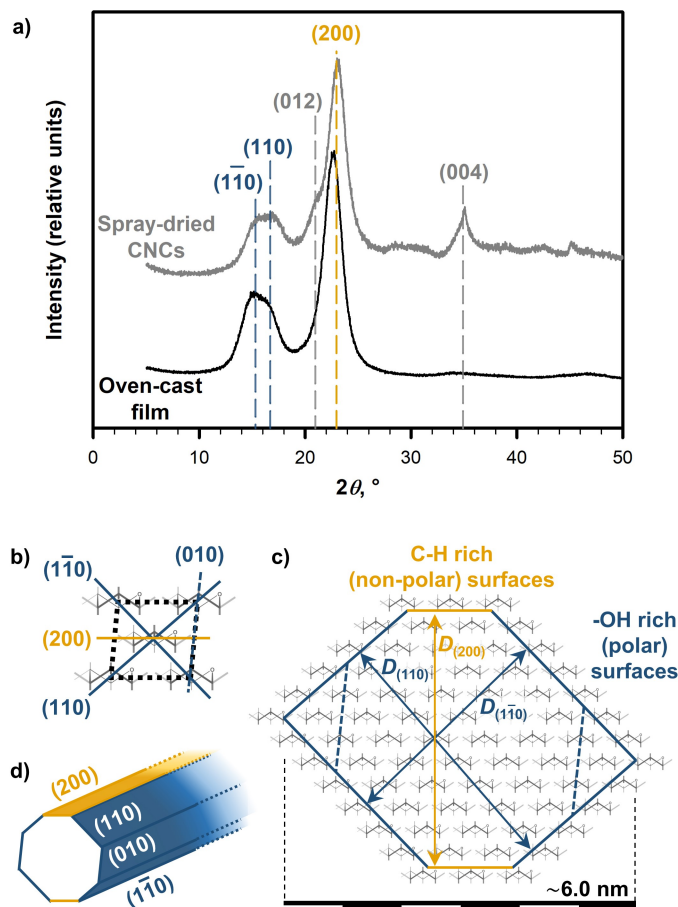 a)
(200)
(012)
(110)
(11̅0)
(004)
Spray-dried
CNCs
Oven-cast
film
Intensity (relative units)
0
10
20
30
40
50
2θ, °
b)
(11̅0)
(010)
(200)
(110)
c)
C-H rich
(non-polar) surfaces
-OH rich
(polar)
surfaces
D(200)
D(110)
D(11̅0)
~6.0 nm
d)
(200)
(110)
(010)
(11̅0)